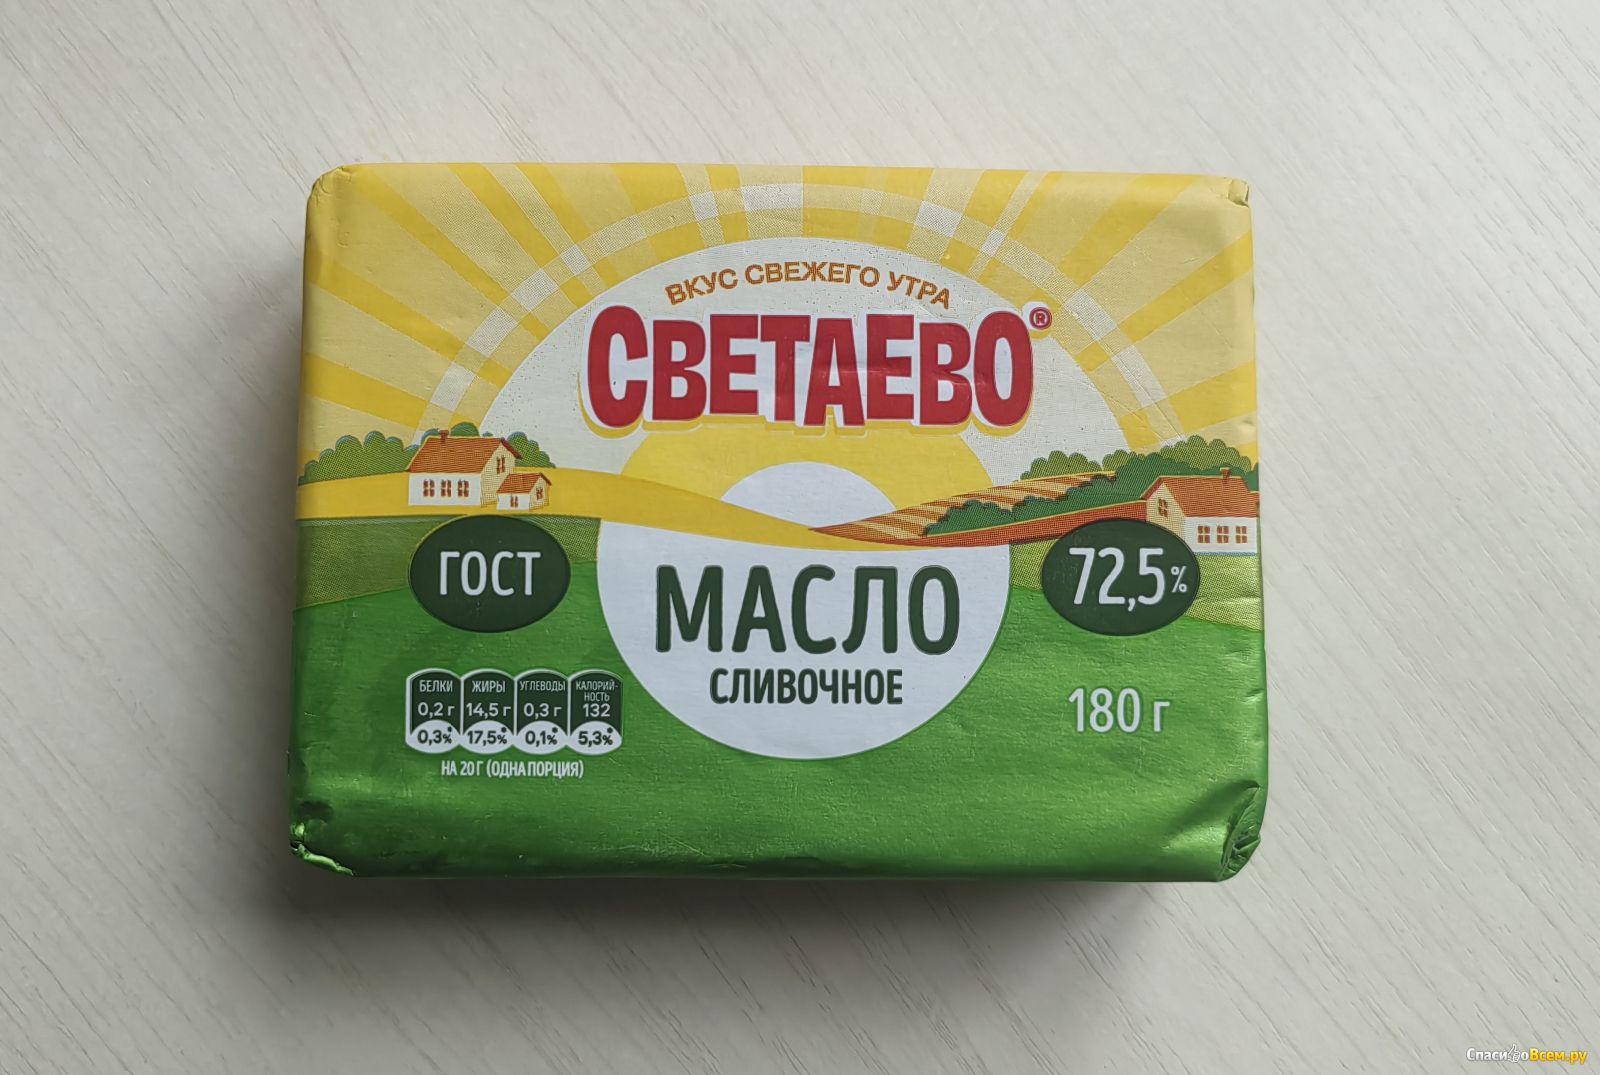 ВКУС СВЕЖЕГО УТРА
СВЕТАЕВО®
ГОСТ
72,5%
МАСЛО
СЛИВОЧНОЕ
180 г
БЕЛКИ ЖИРЫ УГЛЕВОДЫ КАЛОРИЙ-
НОСТЬ
0,2 г 14,5 г 0,3 г 132
0,3%* 17,5%* 0,1%* 5,3%*
НА 20 Г (ОДНА ПОРЦИЯ)
СпасибоВсем.ру